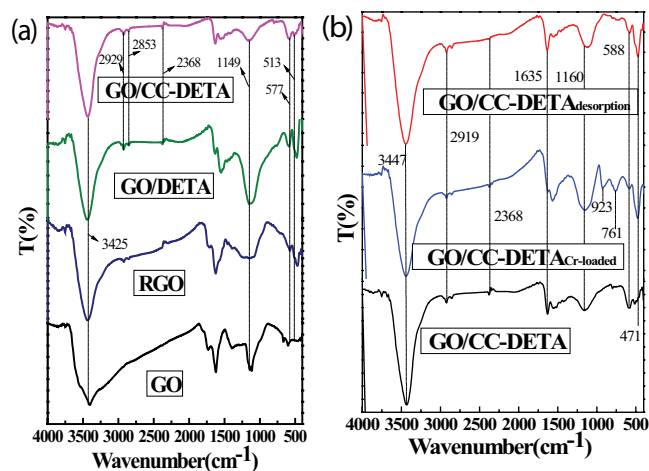 (a)
2929
2853
2368
1149
513
577
GO/CC-DETA
GO/DETA
3425
RGO
GO
T(%)
4000 3500 3000 2500 2000 1500 1000 500
Wavenumber(cm-1)
(b)
588
1635 1160
GO/CC-DETAdesorption
2919
3447
2368
923
761
GO/CC-DETACr-loaded
GO/CC-DETA
471
T(%)
4000 3500 3000 2500 2000 1500 1000 500
Wavenumber(cm-1)